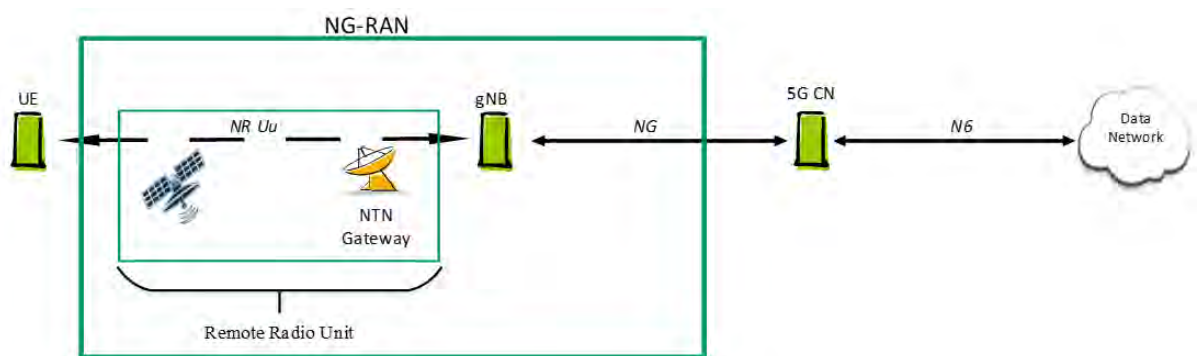 NG-RAN
UE
NR Uu
gNB
NG
5G CN
N6
Data
Network
NTN
Gateway
Remote Radio Unit